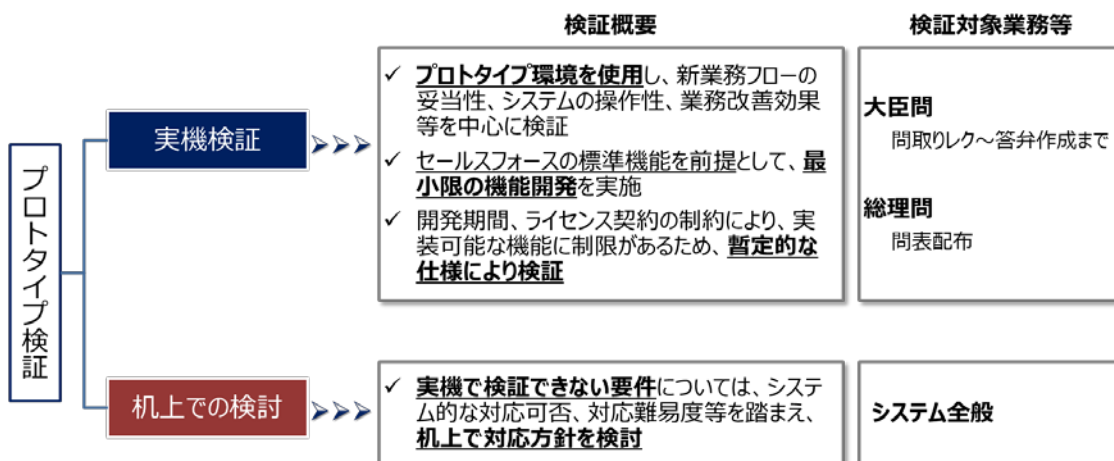 検証概要
検証対象業務等
プロトタイプ検証
実機検証
✓ プロトタイプ環境を使用し、新業務フローの
妥当性、システムの操作性、業務改善効果
等を中心に検証
✓ セールスフォースの標準機能を前提として、最
小限の機能開発を実施
✓ 開発期間、ライセンス契約の制約により、実
装可能な機能に制限があるため、暫定的な
仕様により検証
大臣問
問取りレク～答弁作成まで
総理問
問表配布
机上での検討
✓ 実機で検証できない要件については、システ
ム的な対応可否、対応難易度等を踏まえ、
机上で対応方針を検討
システム全般